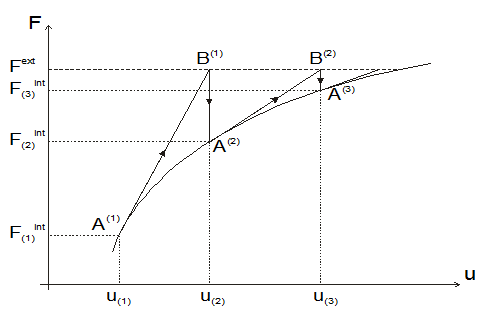 F
F^ext
B^(1)
B^(2)
F_(3)^int
A^(3)
F_(2)^int
A^(2)
A^(1)
F_(1)^int
u
u_(1)
u_(2)
u_(3)